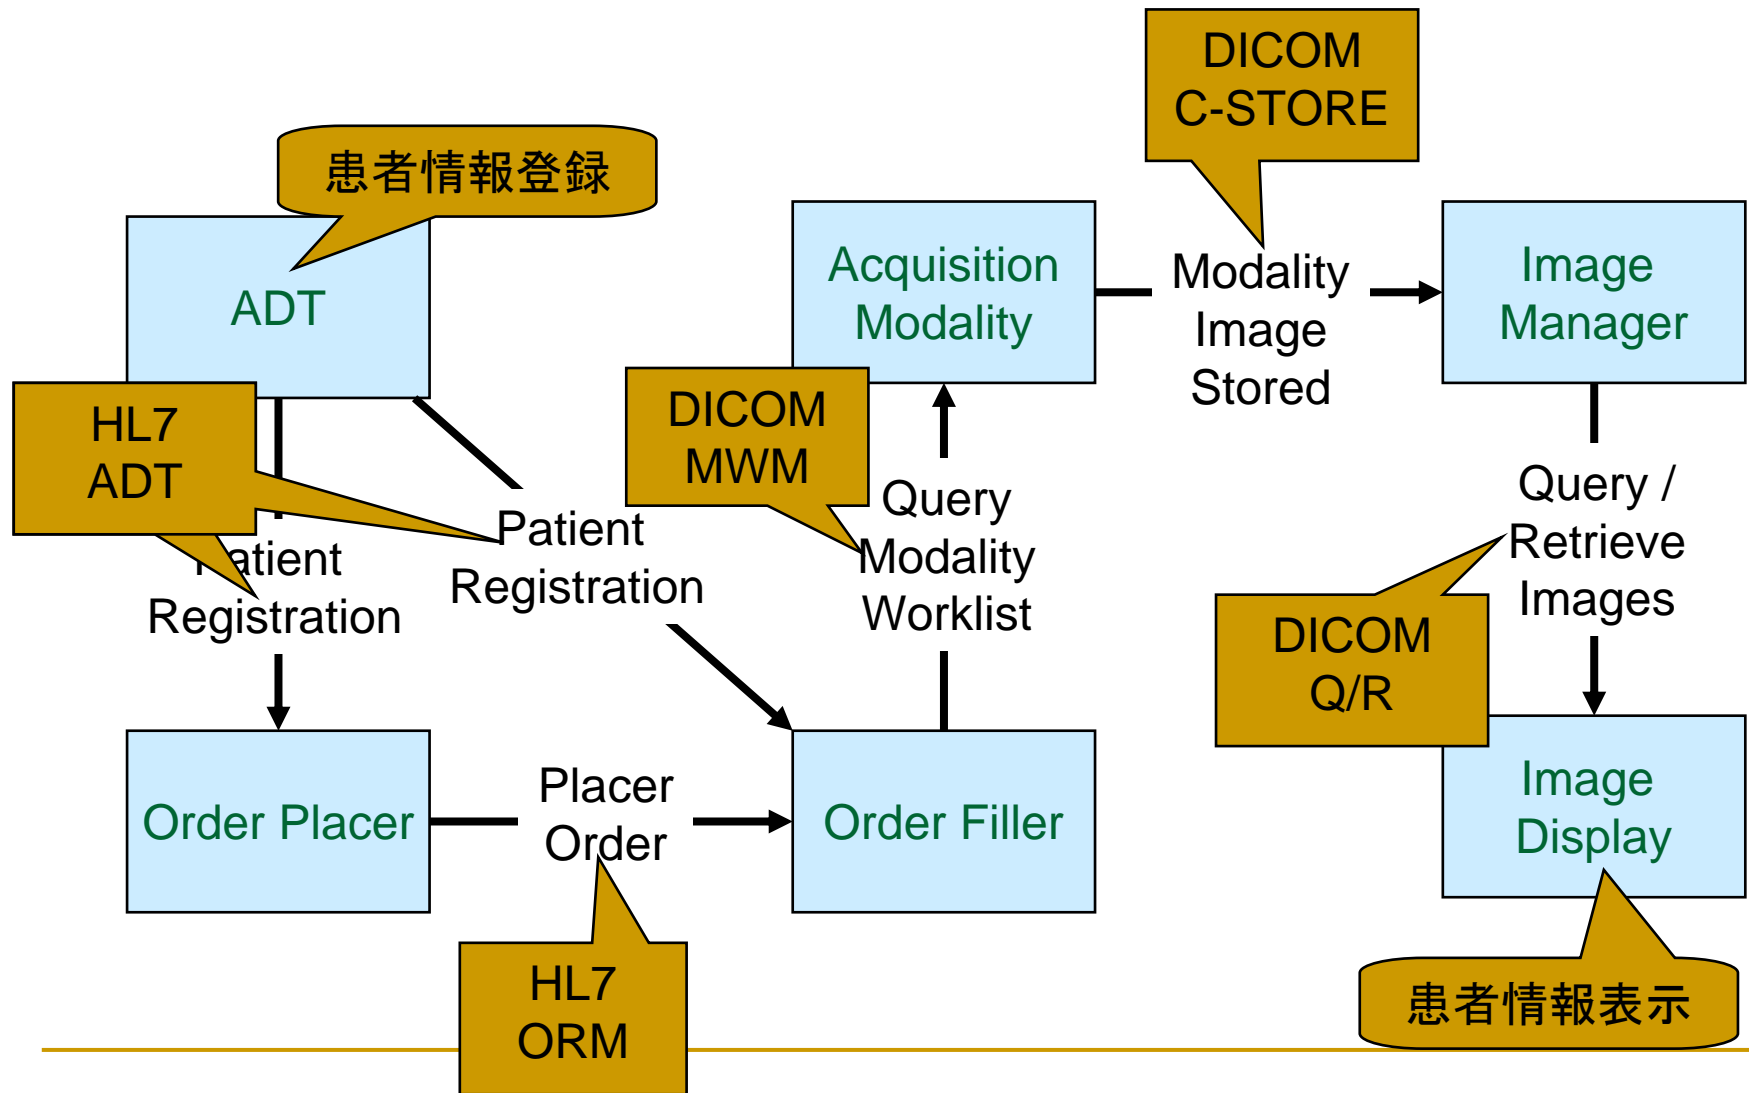 DICOM
C-STORE
患者情報登録
ADT
Acquisition
Modality
Modality
Image
Stored
Image
Manager
HL7
ADT
DICOM
MWM
Patient
Registration
Patient
Registration
Query
Modality
Worklist
Query /
Retrieve
Images
DICOM
Q/R
Order Placer
Placer
Order
Order Filler
Image
Display
HL7
ORM
患者情報表示